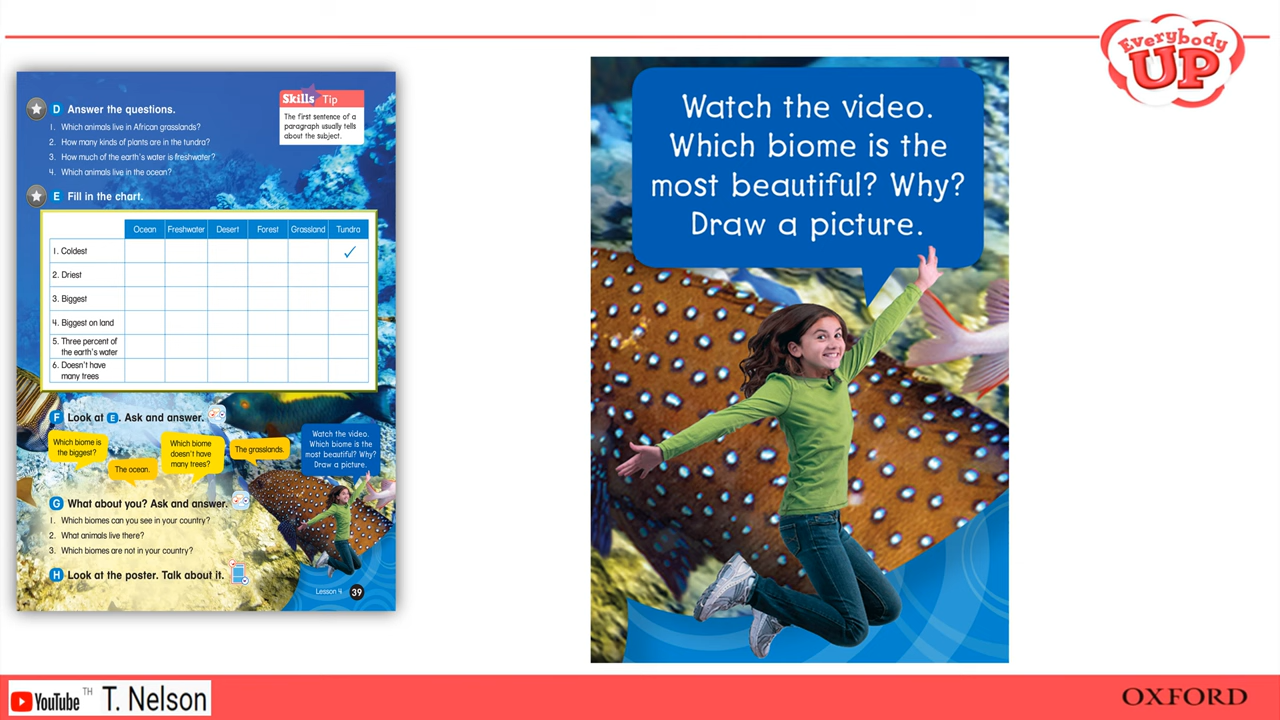 Everybody
UP
D Answer the questions.
1. Which animals live in African grasslands?
2. How many kinds of plants are in the tundra?
3. How much of the earth's water is freshwater?
4. Which animals live in the ocean?
Skills Tip
The first sentence of a
paragraph usually tells
about the subject.
E Fill in the chart.
Ocean Freshwater Desert Forest Grassland Tundra
1. Coldest ✓
2. Driest
3. Biggest
4. Biggest on land
5. Three percent of
the earth's water
6. Doesn't have
many trees
F Look at E. Ask and answer.
Which biome is
the biggest?
The ocean.
Which biome
doesn't have
many trees?
The grasslands.
Watch the video.
Which biome is the
most beautiful? Why?
Draw a picture.
G What about you? Ask and answer.
1. Which biomes can you see in your country?
2. What animals live there?
3. Which biomes are not in your country?
H Look at the poster. Talk about it.
Lesson 4 39
Watch the video.
Which biome is the
most beautiful? Why?
Draw a picture.
YouTube TH T. Nelson
OXFORD